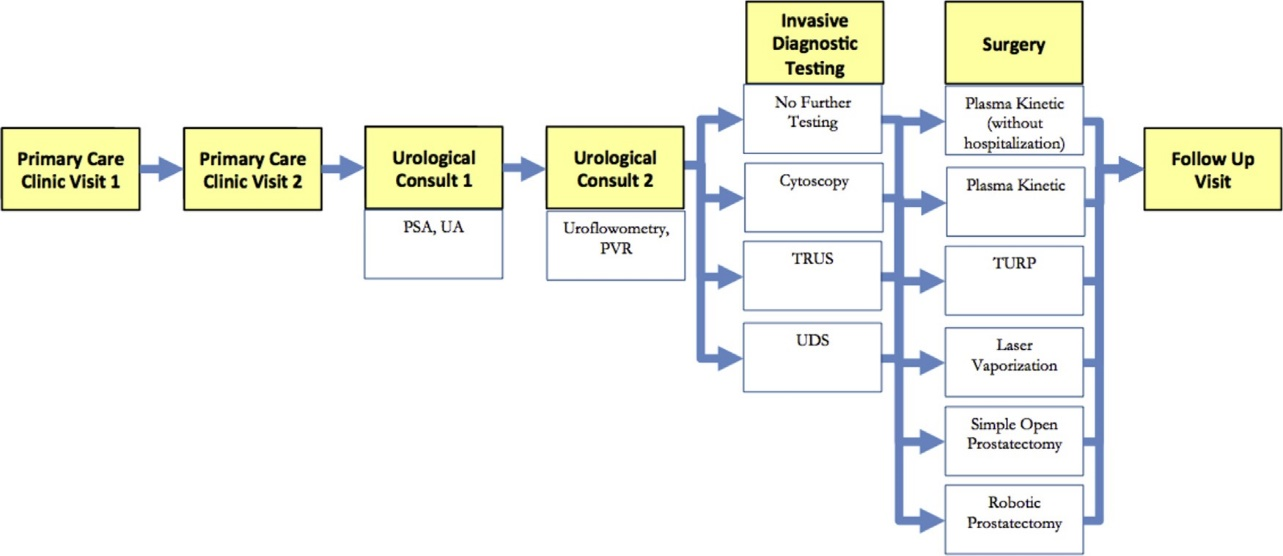 Primary Care
Clinic Visit 1
Primary Care
Clinic Visit 2
Urological
Consult 1
PSA, UA
Urological
Consult 2
Uroflowometry,
PVR
Invasive
Diagnostic
Testing
No Further
Testing
Cytoscopy
TRUS
UDS
Surgery
Plasma Kinetic
(without
hospitalization)
Plasma Kinetic
TURP
Laser
Vaporization
Simple Open
Prostatectomy
Robotic
Prostatectomy
Follow Up
Visit